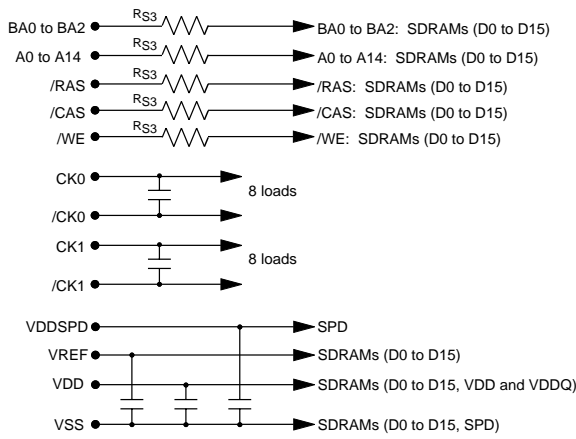 BA0 to BA2 RS3 BA0 to BA2: SDRAMs (D0 to D15)
A0 to A14 RS3 A0 to A14: SDRAMs (D0 to D15)
/RAS RS3 /RAS: SDRAMs (D0 to D15)
/CAS RS3 /CAS: SDRAMs (D0 to D15)
/WE RS3 /WE: SDRAMs (D0 to D15)
CK0
8 loads
/CK0
CK1
8 loads
/CK1
VDDSPD SPD
VREF SDRAMs (D0 to D15)
VDD SDRAMs (D0 to D15, VDD and VDDQ)
VSS SDRAMs (D0 to D15, SPD)